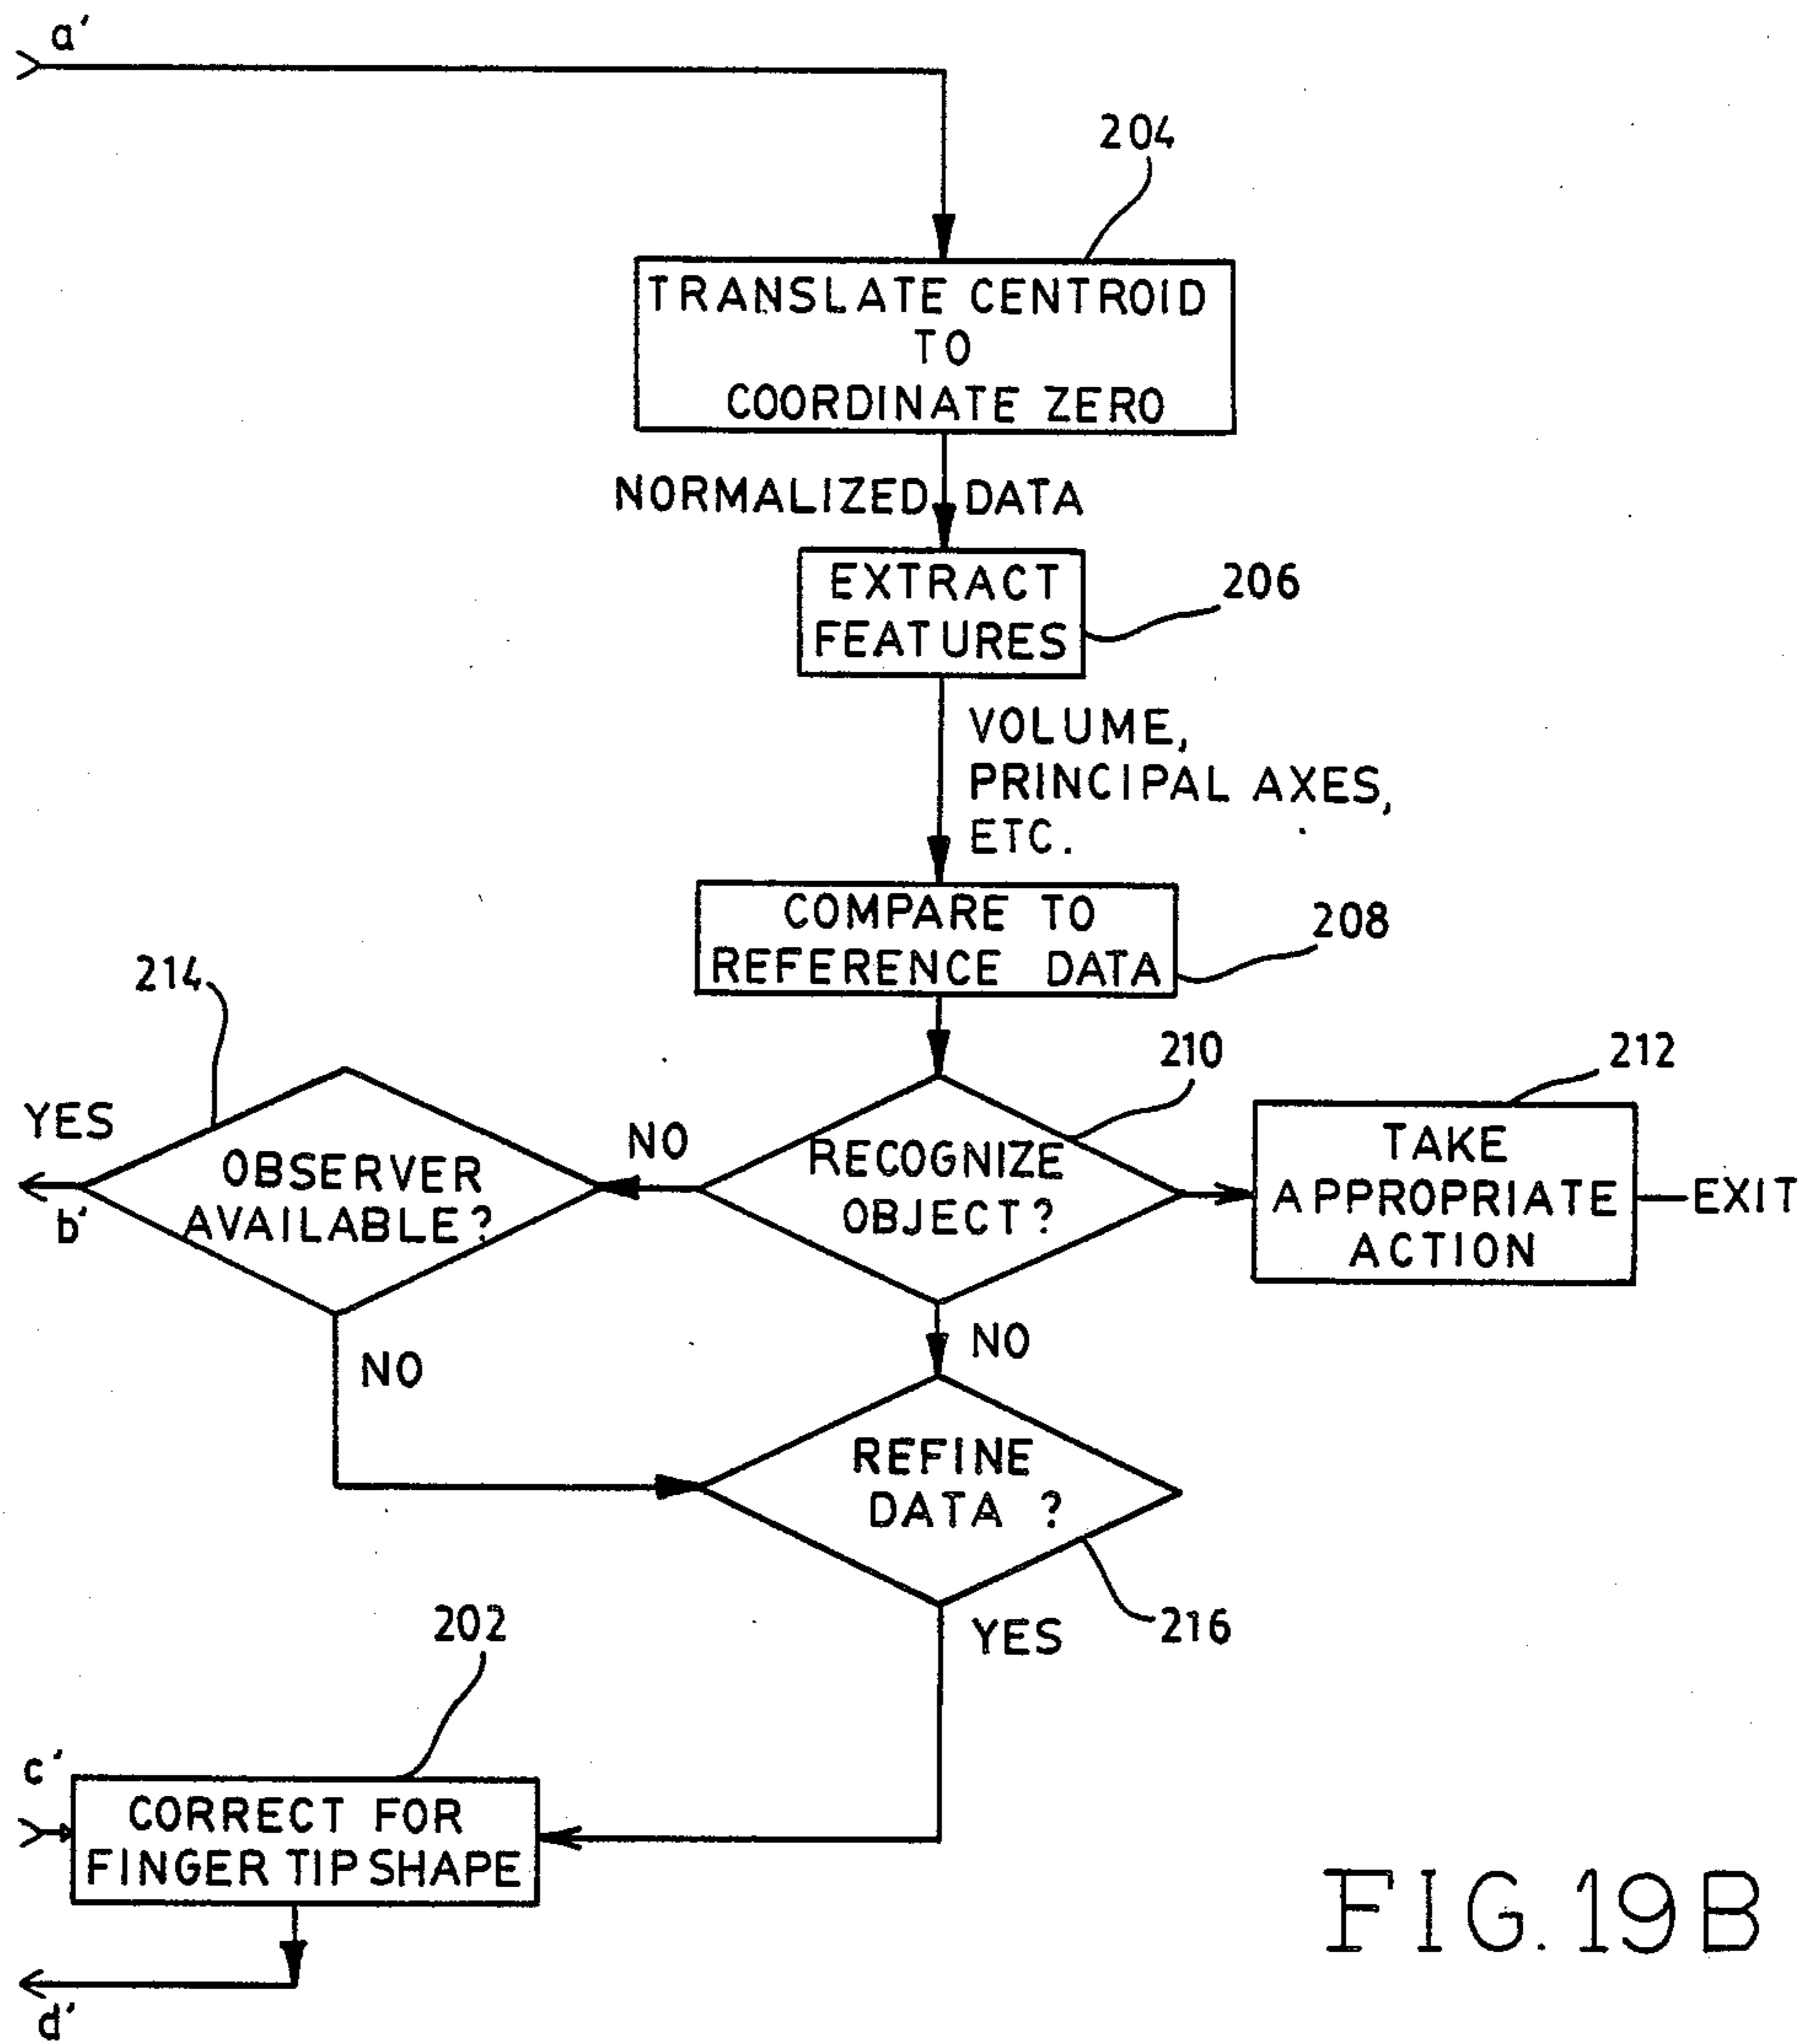 a'
204
TRANSLATE CENTROID
TO
COORDINATE ZERO
NORMALIZED DATA
EXTRACT
FEATURES
206
VOLUME,
PRINCIPAL AXES,
ETC.
COMPARE TO
REFERENCE DATA
208
214
210
212
YES
b'
OBSERVER
AVAILABLE?
NO
RECOGNIZE
OBJECT?
TAKE
APPROPRIATE
ACTION
EXIT
NO
NO
REFINE
DATA ?
216
YES
202
c'
CORRECT FOR
FINGER TIP SHAPE
d'
FIG. 19B